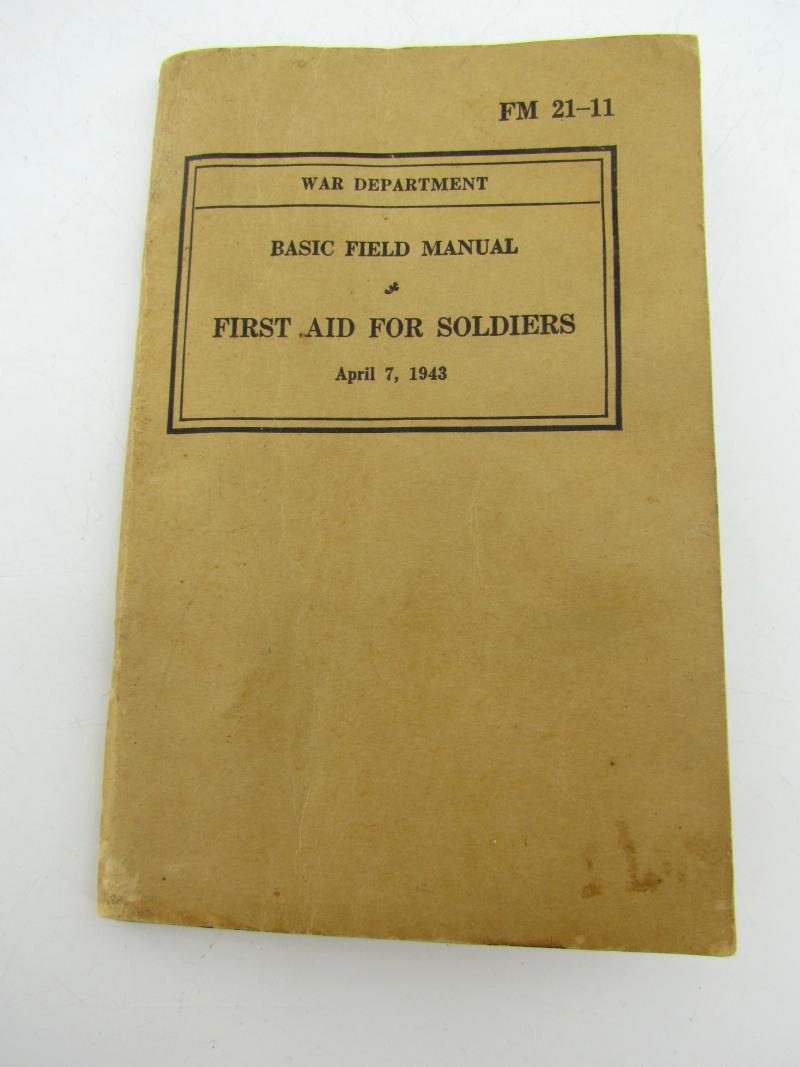 FM 21–11
WAR DEPARTMENT
BASIC FIELD MANUAL
FIRST AID FOR SOLDIERS
April 7, 1943